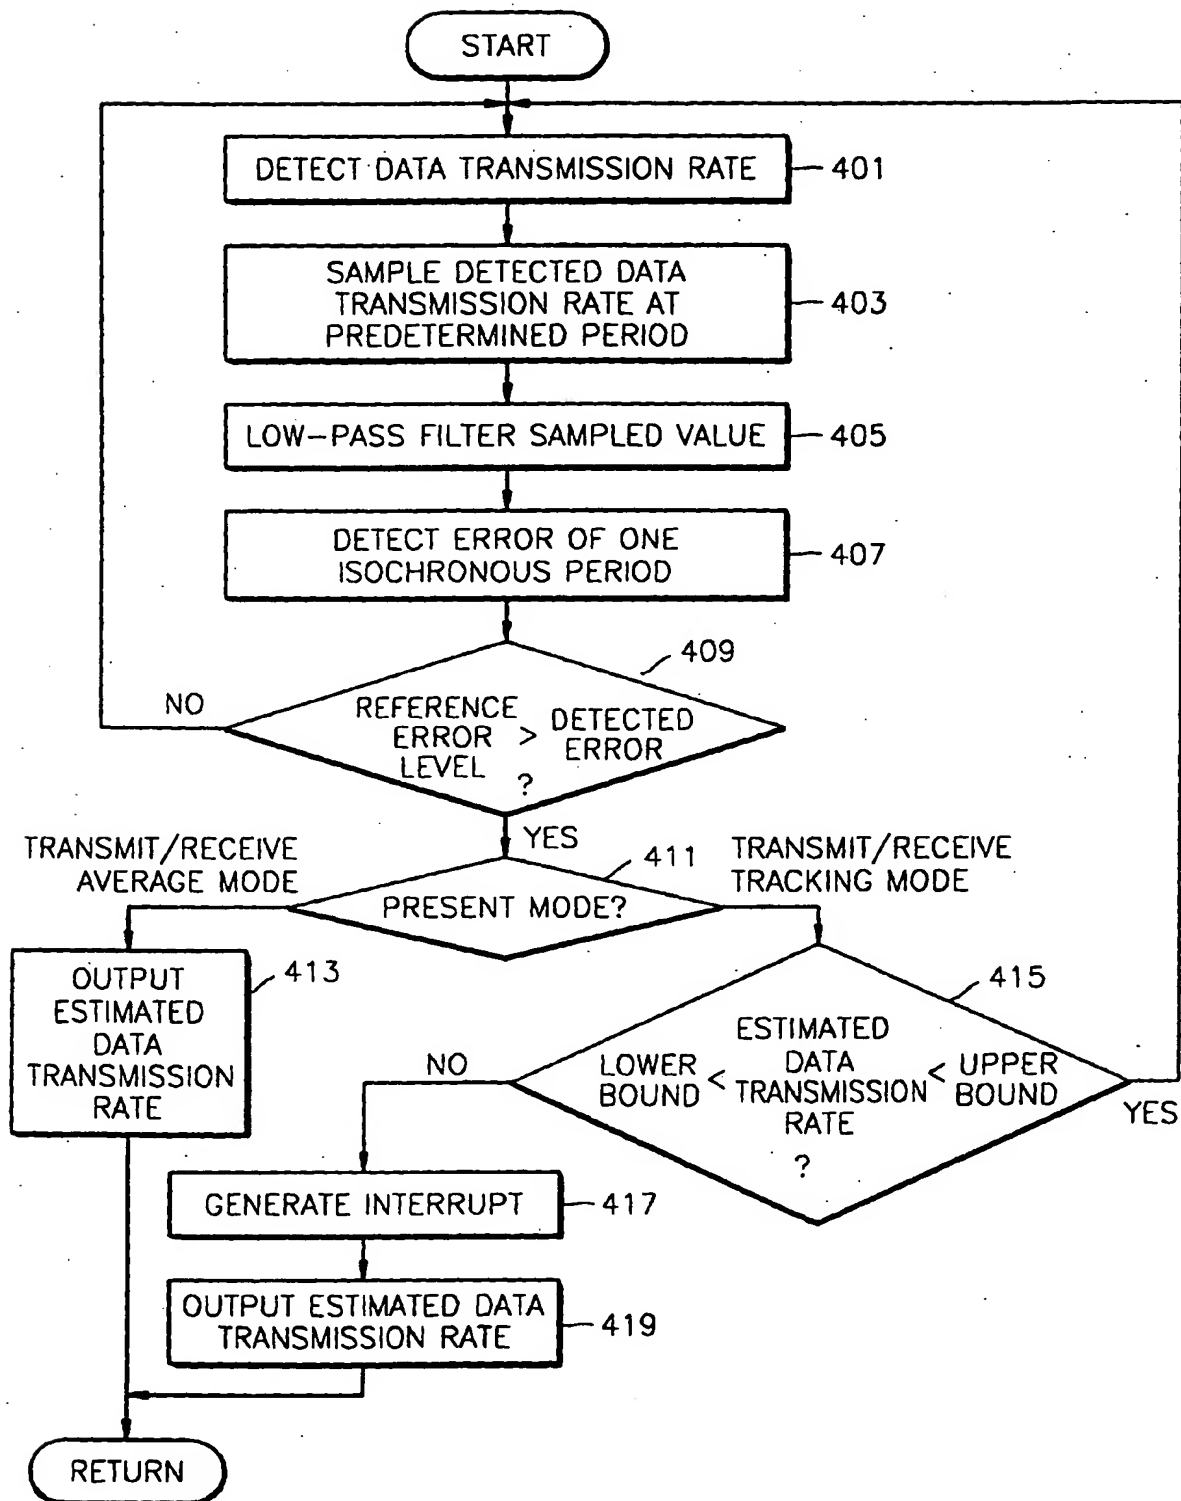 START
DETECT DATA TRANSMISSION RATE
401
SAMPLE DETECTED DATA
TRANSMISSION RATE AT
PREDETERMINED PERIOD
403
LOW-PASS FILTER SAMPLED VALUE
405
DETECT ERROR OF ONE
ISOCHRONOUS PERIOD
407
409
NO
REFERENCE
ERROR
LEVEL
>
DETECTED
ERROR
?
YES
TRANSMIT/RECEIVE
AVERAGE MODE
411
PRESENT MODE?
TRANSMIT/RECEIVE
TRACKING MODE
OUTPUT
ESTIMATED
DATA
TRANSMISSION
RATE
413
415
NO
LOWER
BOUND
<
ESTIMATED
DATA
TRANSMISSION
RATE
<
UPPER
BOUND
?
YES
GENERATE INTERRUPT
417
OUTPUT ESTIMATED DATA
TRANSMISSION RATE
419
RETURN